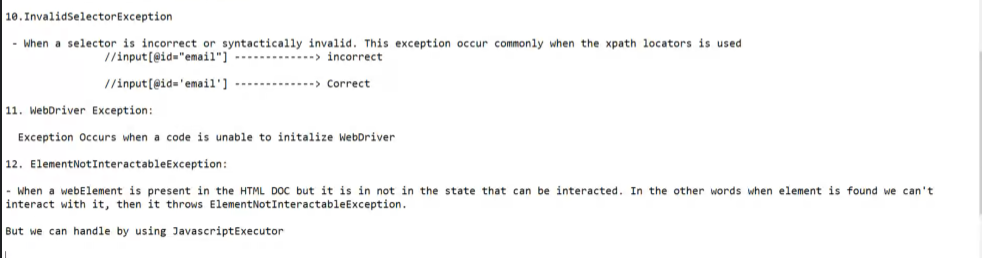 10.InvalidSelectorException
- When a selector is incorrect or syntactically invalid. This exception occur commonly when the xpath locators is used
//input[@id="email"] -------------> incorrect
//input[@id='email'] -------------> Correct
11. WebDriver Exception:
Exception Occurs when a code is unable to initalize WebDriver
12. ElementNotInteractableException:
- When a webElement is present in the HTML DOC but it is in not in the state that can be interacted. In the other words when element is found we can't
interact with it, then it throws ElementNotInteractableException.
But we can handle by using JavascriptExecutor